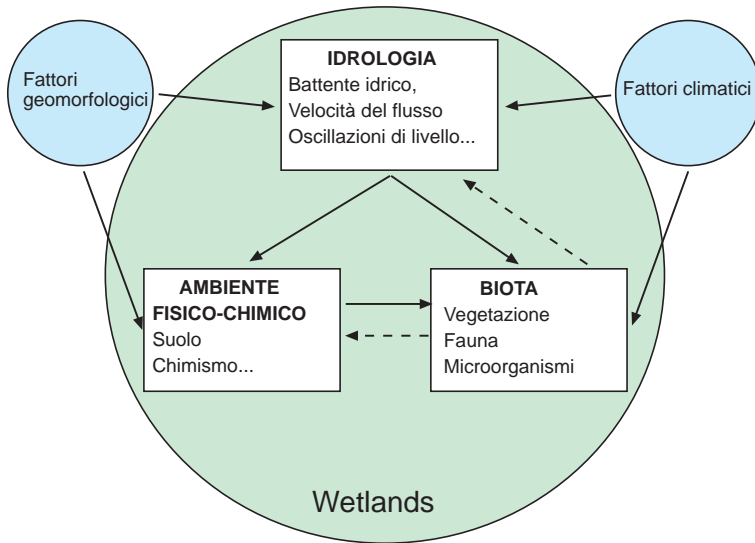 Fattori
geomorfologici
IDROLOGIA
Battente idrico,
Velocità del flusso
Oscillazioni di livello...
Fattori climatici
AMBIENTE
FISICO-CHIMICO
Suolo
Chimismo...
BIOTA
Vegetazione
Fauna
Microorganismi
Wetlands